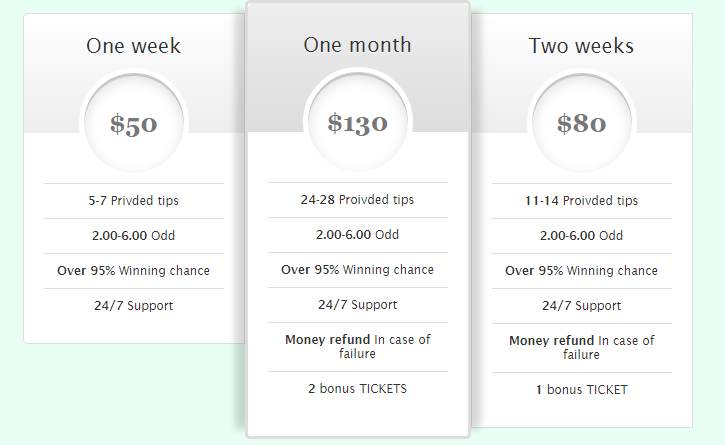 One week
$50
5-7 Privded tips
2.00-6.00 Odd
Over 95% Winning chance
24/7 Support
One month
$130
24-28 Proivded tips
2.00-6.00 Odd
Over 95% Winning chance
24/7 Support
Money refund In case of
failure
2 bonus TICKETS
Two weeks
$80
11-14 Proivded tips
2.00-6.00 Odd
Over 95% Winning chance
24/7 Support
Money refund In case of
failure
1 bonus TICKET